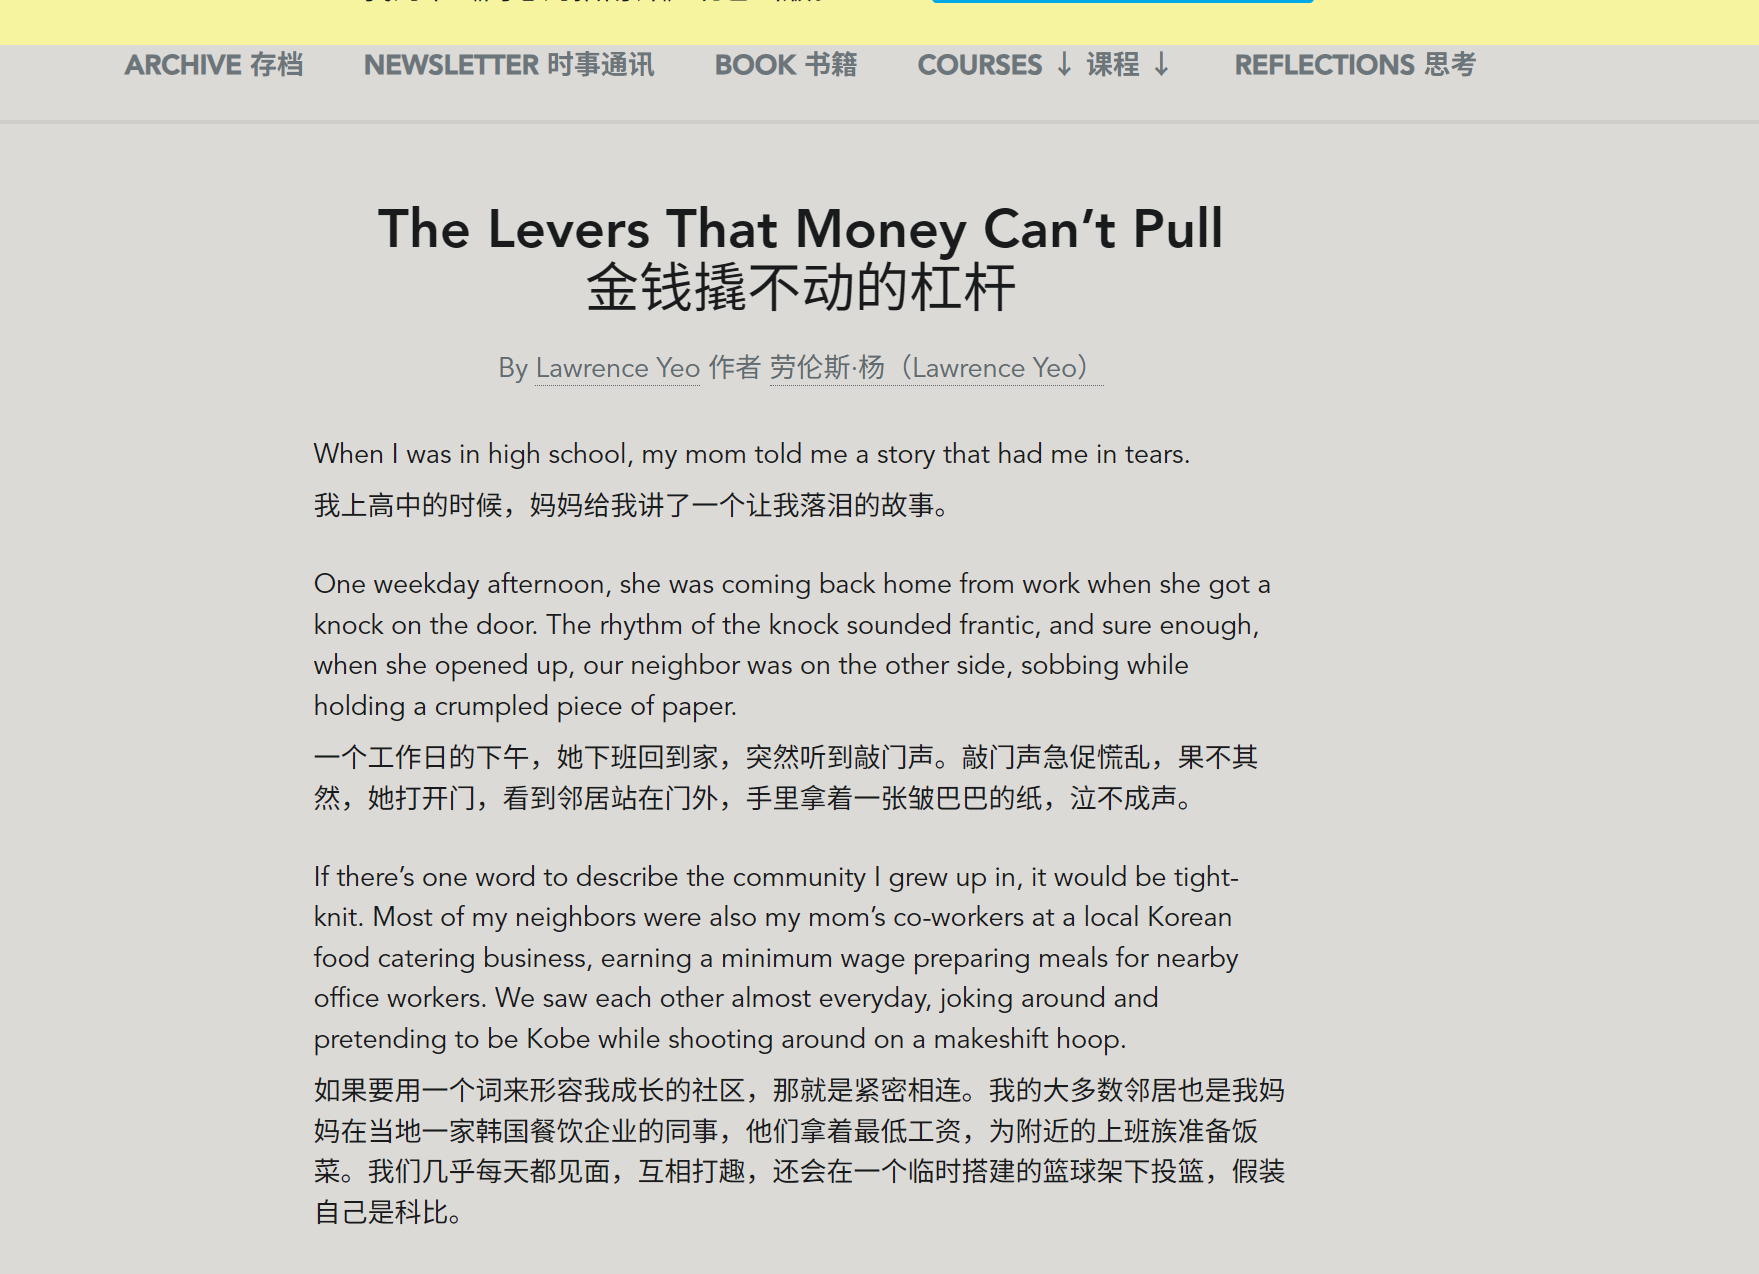 ARCHIVE 存档 NEWSLETTER 时事通讯 BOOK 书籍 COURSES ↓ 课程 ↓ REFLECTIONS 思考
The Levers That Money Can’t Pull
金钱撬不动的杠杆
By Lawrence Yeo 作者 劳伦斯·杨（Lawrence Yeo）
When I was in high school, my mom told me a story that had me in tears.
我上高中的时候，妈妈给我讲了一个让我落泪的故事。
One weekday afternoon, she was coming back home from work when she got a
knock on the door. The rhythm of the knock sounded frantic, and sure enough,
when she opened up, our neighbor was on the other side, sobbing while
holding a crumpled piece of paper.
一个工作日的下午，她下班回到家，突然听到敲门声。敲门声急促慌乱，果不其
然，她打开门，看到邻居站在门外，手里拿着一张皱巴巴的纸，泣不成声。
If there’s one word to describe the community I grew up in, it would be tight-
knit. Most of my neighbors were also my mom’s co-workers at a local Korean
food catering business, earning a minimum wage preparing meals for nearby
office workers. We saw each other almost everyday, joking around and
pretending to be Kobe while shooting around on a makeshift hoop.
如果要用一个词来形容我成长的社区，那就是紧密相连。我的大多数邻居也是我妈
妈在当地一家韩国餐饮企业的同事，他们拿着最低工资，为附近的上班族准备饭
菜。我们几乎每天都见面，互相打趣，还会在一个临时搭建的篮球架下投篮，假装
自己是科比。